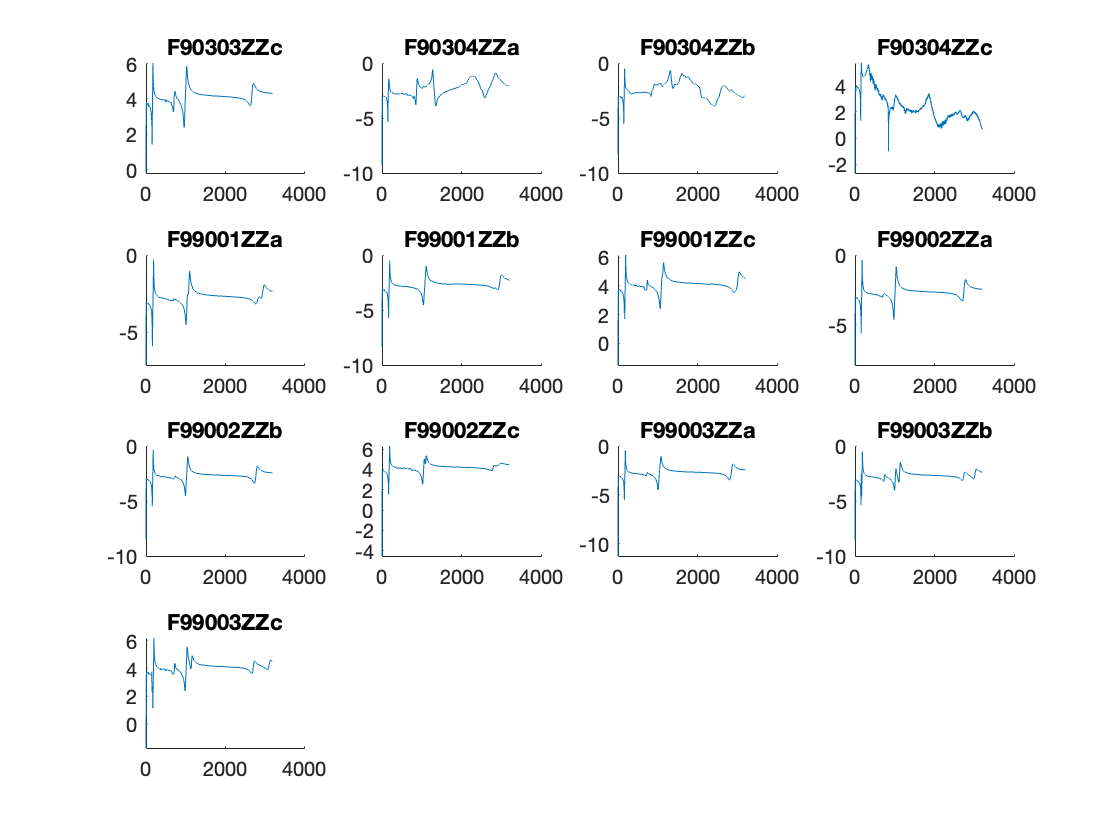 F90303ZZc F90304ZZa F90304ZZb F90304ZZc
6 4 2 0
0 -5 -10
0 -5 -10
4 2 0 -2
0 2000 4000 0 2000 4000 0 2000 4000 0 2000 4000
F99001ZZa F99001ZZb F99001ZZc F99002ZZa
0 -5
0 -5 -10
6 4 2 0
0 -5
0 2000 4000 0 2000 4000 0 2000 4000 0 2000 4000
F99002ZZb F99002ZZc F99003ZZa F99003ZZb
0 -5 -10
6 4 2 0 -2 -4
0 -5 -10
0 -5 -10
0 2000 4000 0 2000 4000 0 2000 4000 0 2000 4000
F99003ZZc
6 4 2 0
0 2000 4000